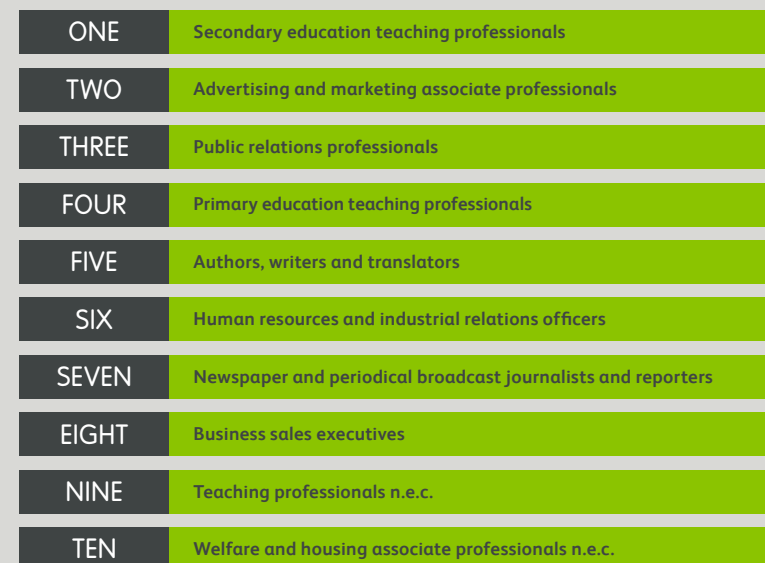 ONE Secondary education teaching professionals
TWO Advertising and marketing associate professionals
THREE Public relations professionals
FOUR Primary education teaching professionals
FIVE Authors, writers and translators
SIX Human resources and industrial relations officers
SEVEN Newspaper and periodical broadcast journalists and reporters
EIGHT Business sales executives
NINE Teaching professionals n.e.c.
TEN Welfare and housing associate professionals n.e.c.